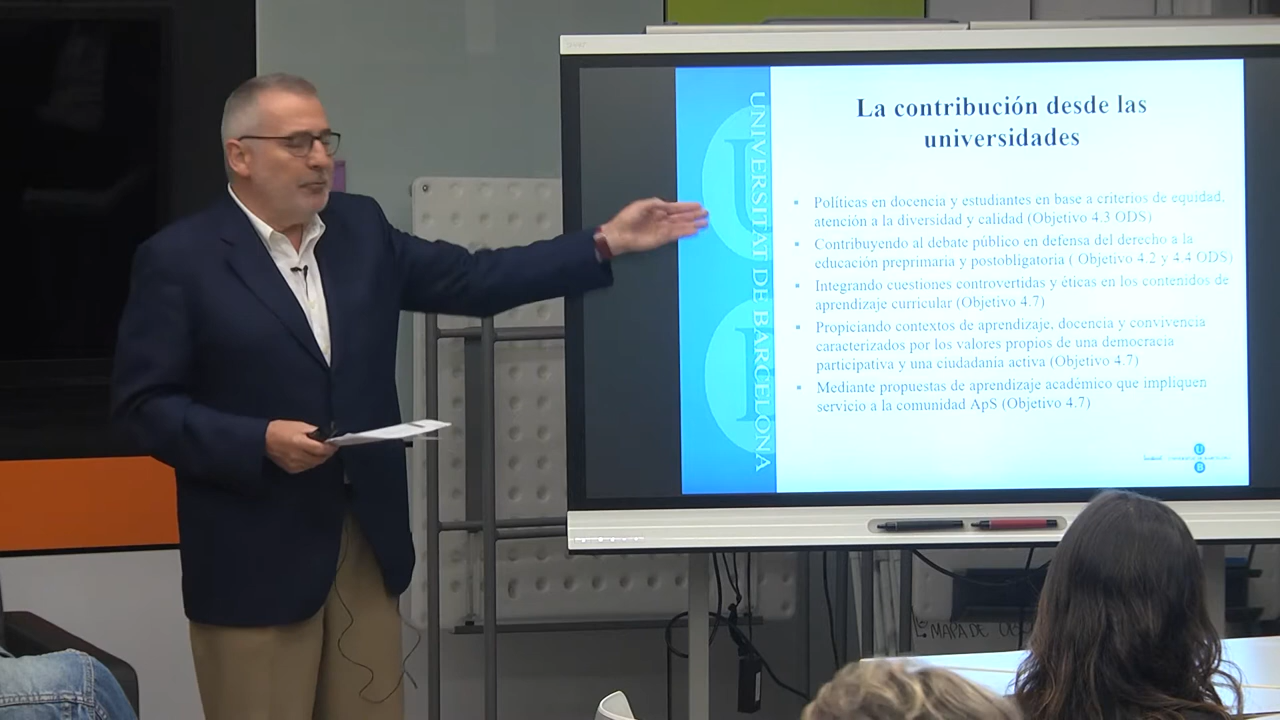 La contribución desde las
universidades
UNIVERSITAT DE BARCELONA
▪ Políticas en docencia y estudiantes en base a criterios de equidad,
atención a la diversidad y calidad (Objetivo 4.3 ODS)
▪ Contribuyendo al debate público en defensa del derecho a la
educación preprimaria y postobligatoria ( Objetivo 4.2 y 4.4 ODS)
▪ Integrando cuestiones controvertidas y éticas en los contenidos de
aprendizaje curricular (Objetivo 4.7)
▪ Propiciando contextos de aprendizaje, docencia y convivencia
caracterizados por los valores propios de una democracia
participativa y una ciudadanía activa (Objetivo 4.7)
▪ Mediante propuestas de aprendizaje académico que impliquen
servicio a la comunidad ApS (Objetivo 4.7)
U
B
MAPA DE